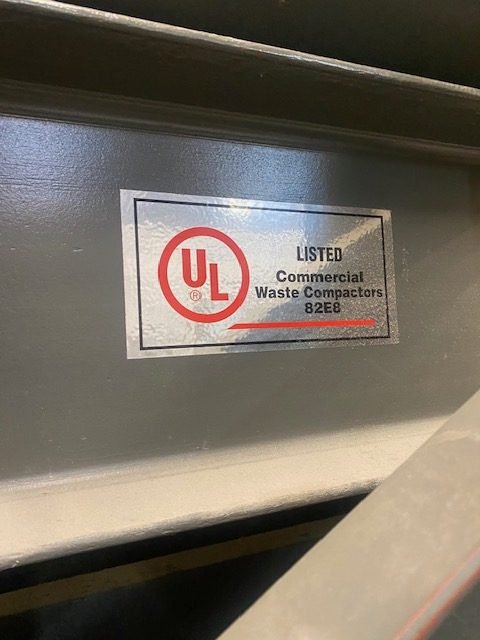 UL
®
LISTED
Commercial
Waste Compactors
82E8